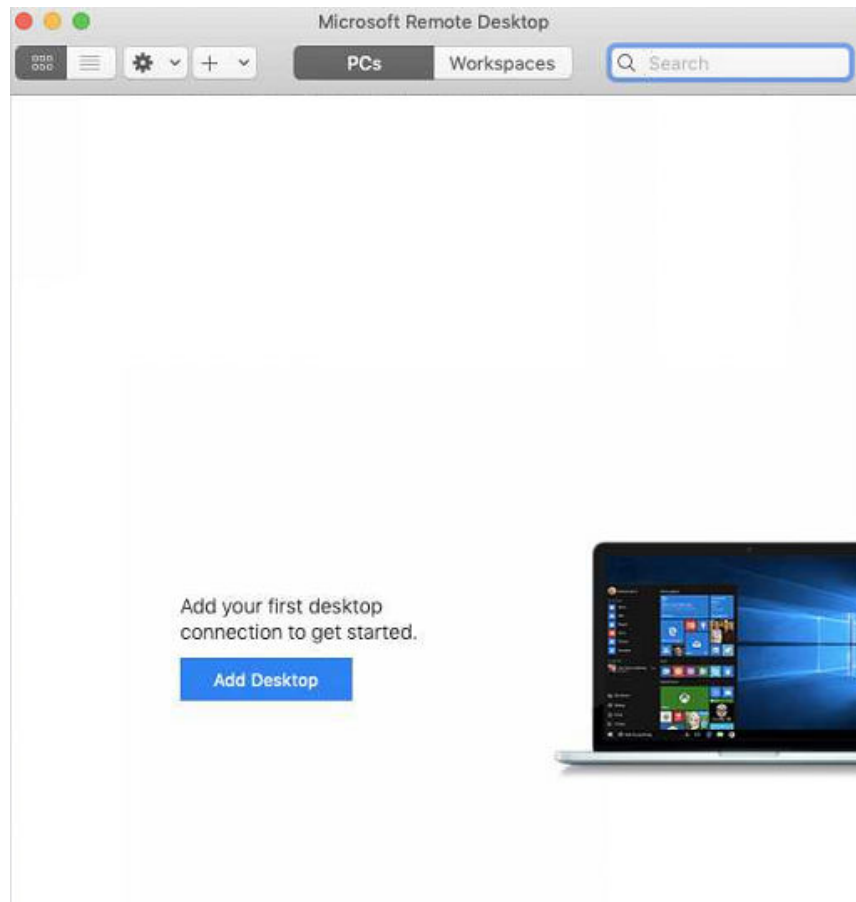 Microsoft Remote Desktop
PCs
Workspaces
Search
Add your first desktop
connection to get started.
Add Desktop